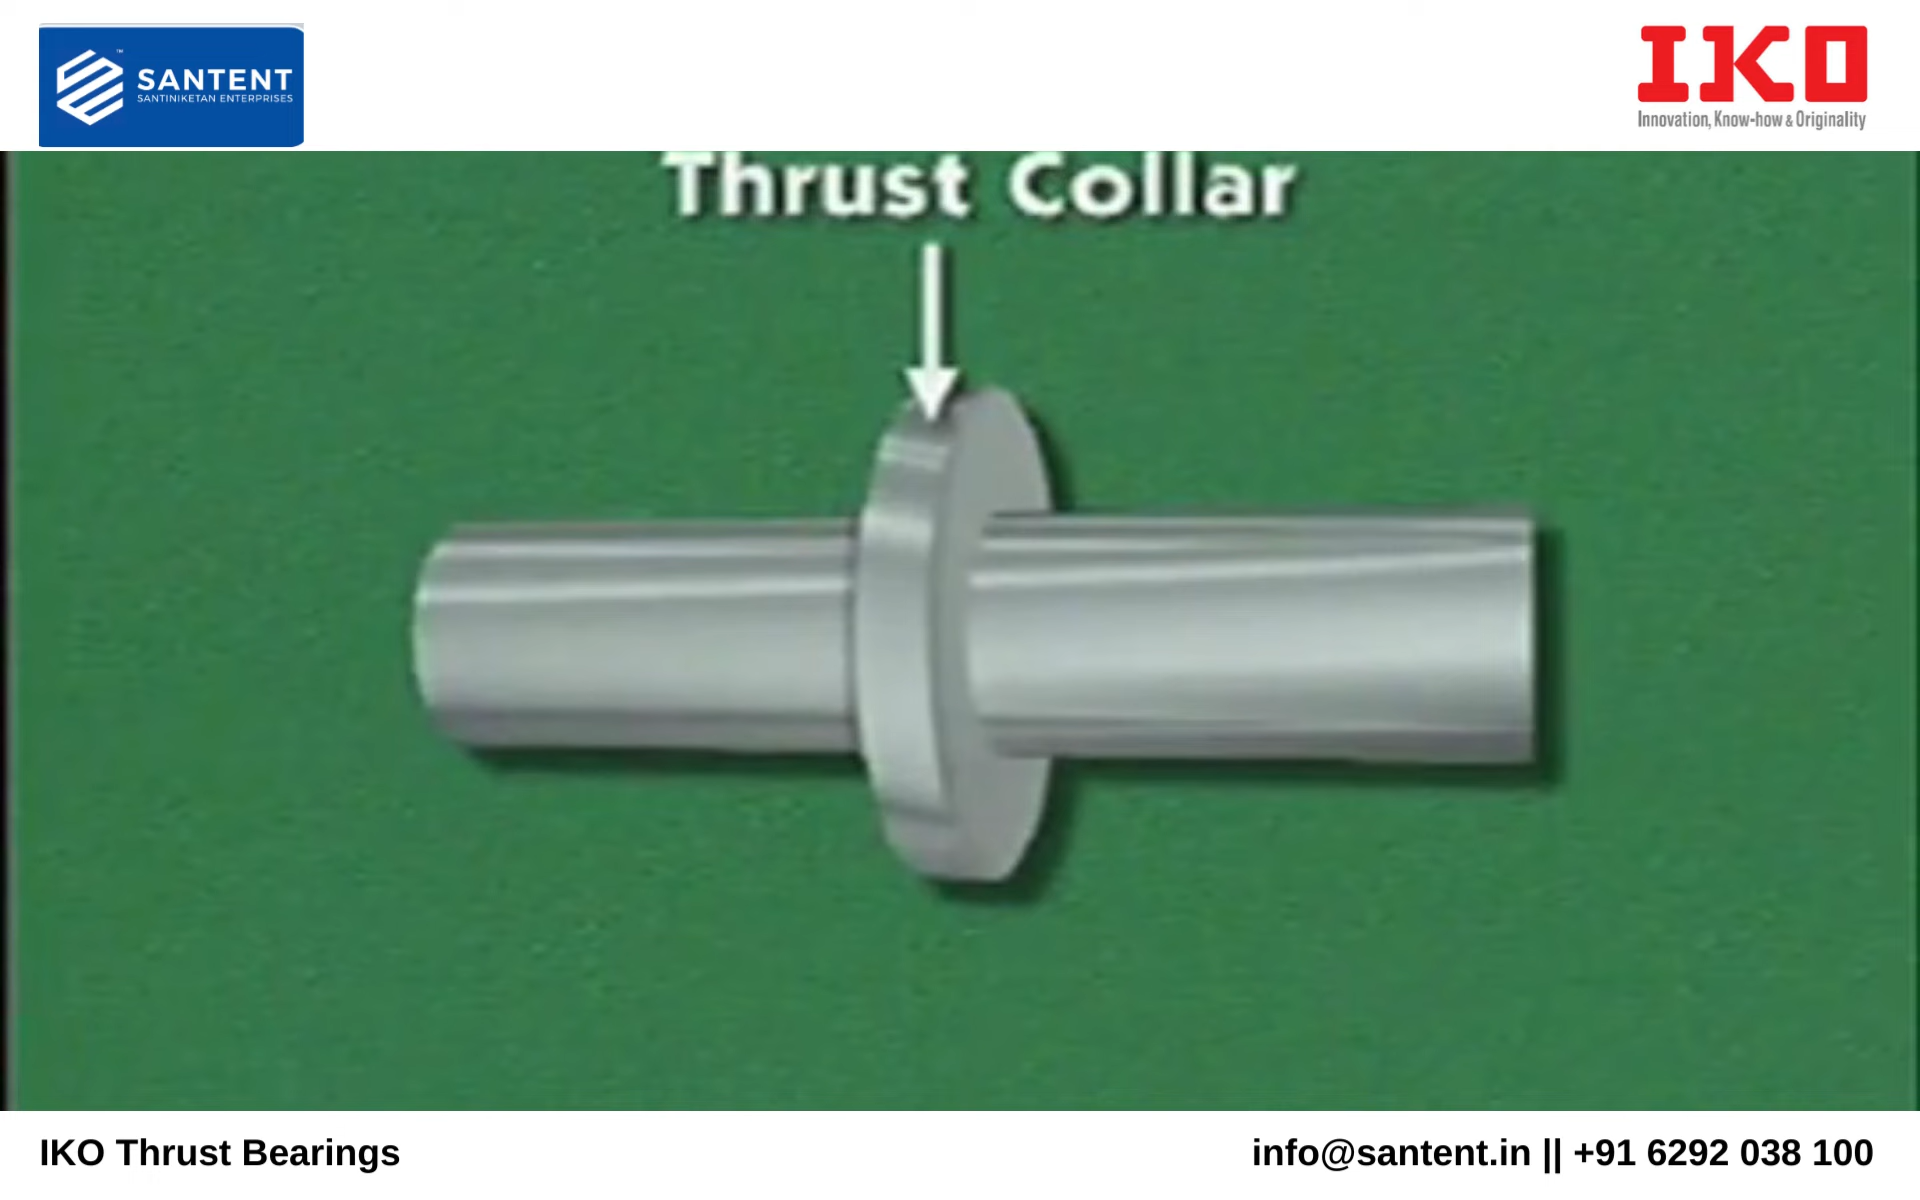 SANTENT
SANTINIKETAN ENTERPRISES
™
IKO
Innovation, Know-how & Originality
Thrust Collar
IKO Thrust Bearings
info@santent.in || +91 6292 038 100